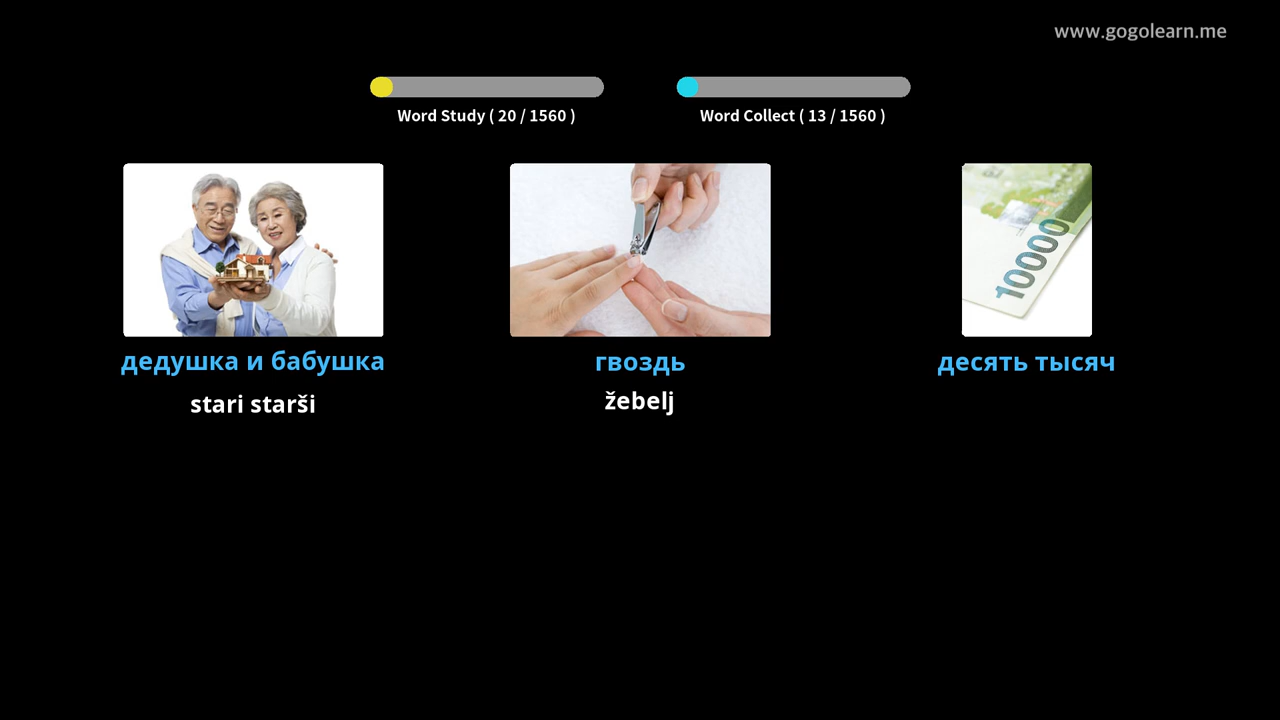 www.gogolearn.me
Word Study ( 20 / 1560 )
Word Collect ( 13 / 1560 )
10000
дедушка и бабушка
гвоздь
десять тысяч
stari starši
žebelj